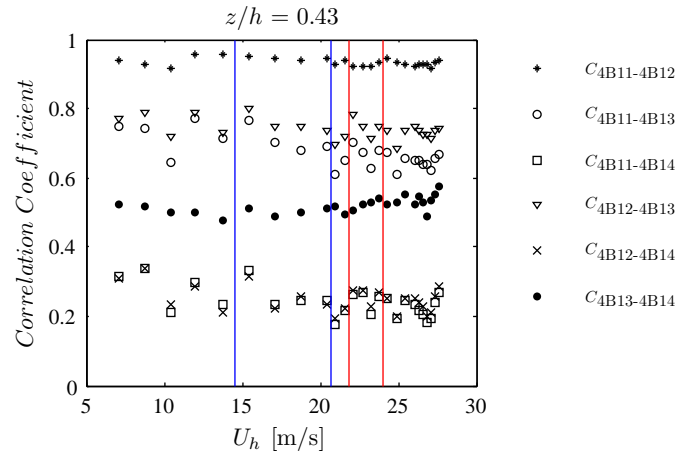 z/h = 0.43
Correlation Coefficient
1
0.8
0.6
0.4
0.2
0
5 10 15 20 25 30
U_h [m/s]
C_4B11-4B12
C_4B11-4B13
C_4B11-4B14
C_4B12-4B13
C_4B12-4B14
C_4B13-4B14